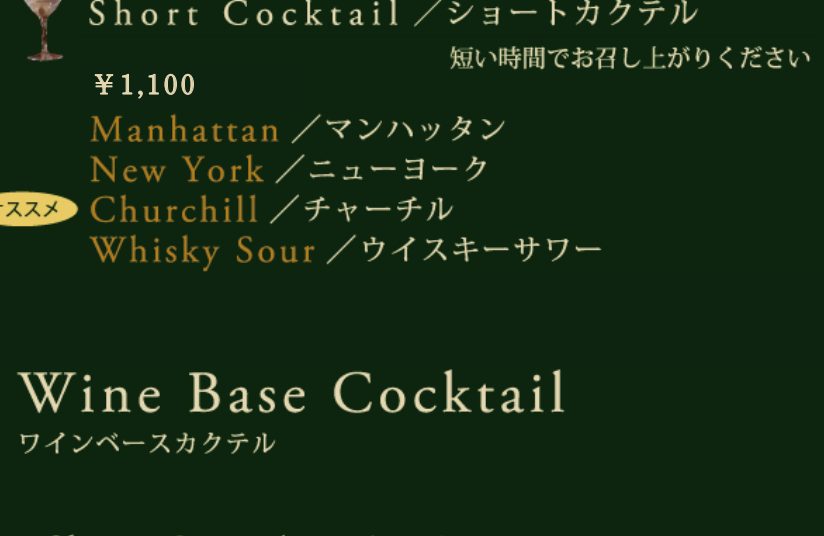 Short Cocktail ／ショートカクテル
短い時間でお召し上がりください
¥1,100
Manhattan ／マンハッタン
New York ／ニューヨーク
ススメ
Churchill ／チャーチル
Whisky Sour ／ウイスキーサワー
Wine Base Cocktail
ワインベースカクテル